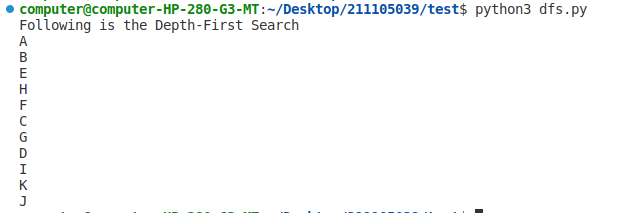 computer@computer-HP-280-G3-MT:~/Desktop/211105039/test$ python3 dfs.py
Following is the Depth-First Search
A
B
E
H
F
C
G
D
I
K
J